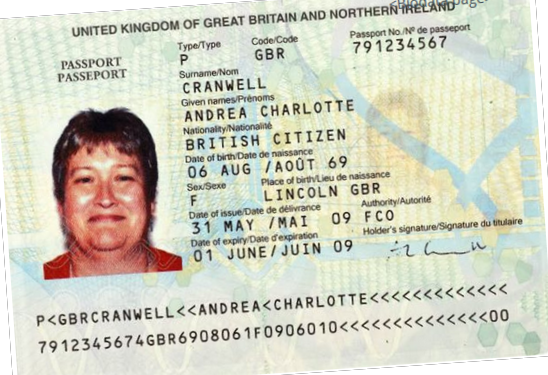 UNITED KINGDOM OF GREAT BRITAIN AND NORTHERN IRELAND
PASSPORT
PASSEPORT
Type/Type
Code/Code
Passport No./Nº de passeport
P
GBR
791234567
Surname/Nom
CRANWELL
Given names/Prénoms
ANDREA CHARLOTTE
Nationality/Nationalité
BRITISH CITIZEN
Date of birth/Date de naissance
06 AUG /AOÛT 69
Sex/Sexe
Place of birth/Lieu de naissance
F
LINCOLN GBR
Date of issue/Date de délivrance
Authority/Autorité
31 MAY /MAI 09
FCO
Date of expiry/Date d'expiration
Holder's signature/Signature du titulaire
01 JUNE/JUIN 09
P<GBRCRANWELL<<ANDREA<CHARLOTTE<<<<<<<<<<<<<
7912345674GBR6908061F0906010<<<<<<<<<<<<<<00